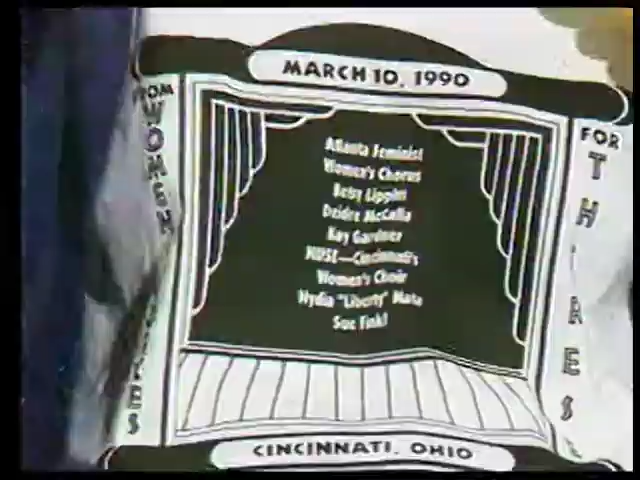 MARCH 10, 1990
FOR
Atlanta Feminist
Women's Chorus
Betsy Lippitt
Deidre McCalla
Kay Gardner
MUSE—Cincinnati's
Women's Choir
Nydia "Liberty" Mata
Sue Fink!
CINCINNATI, OHIO